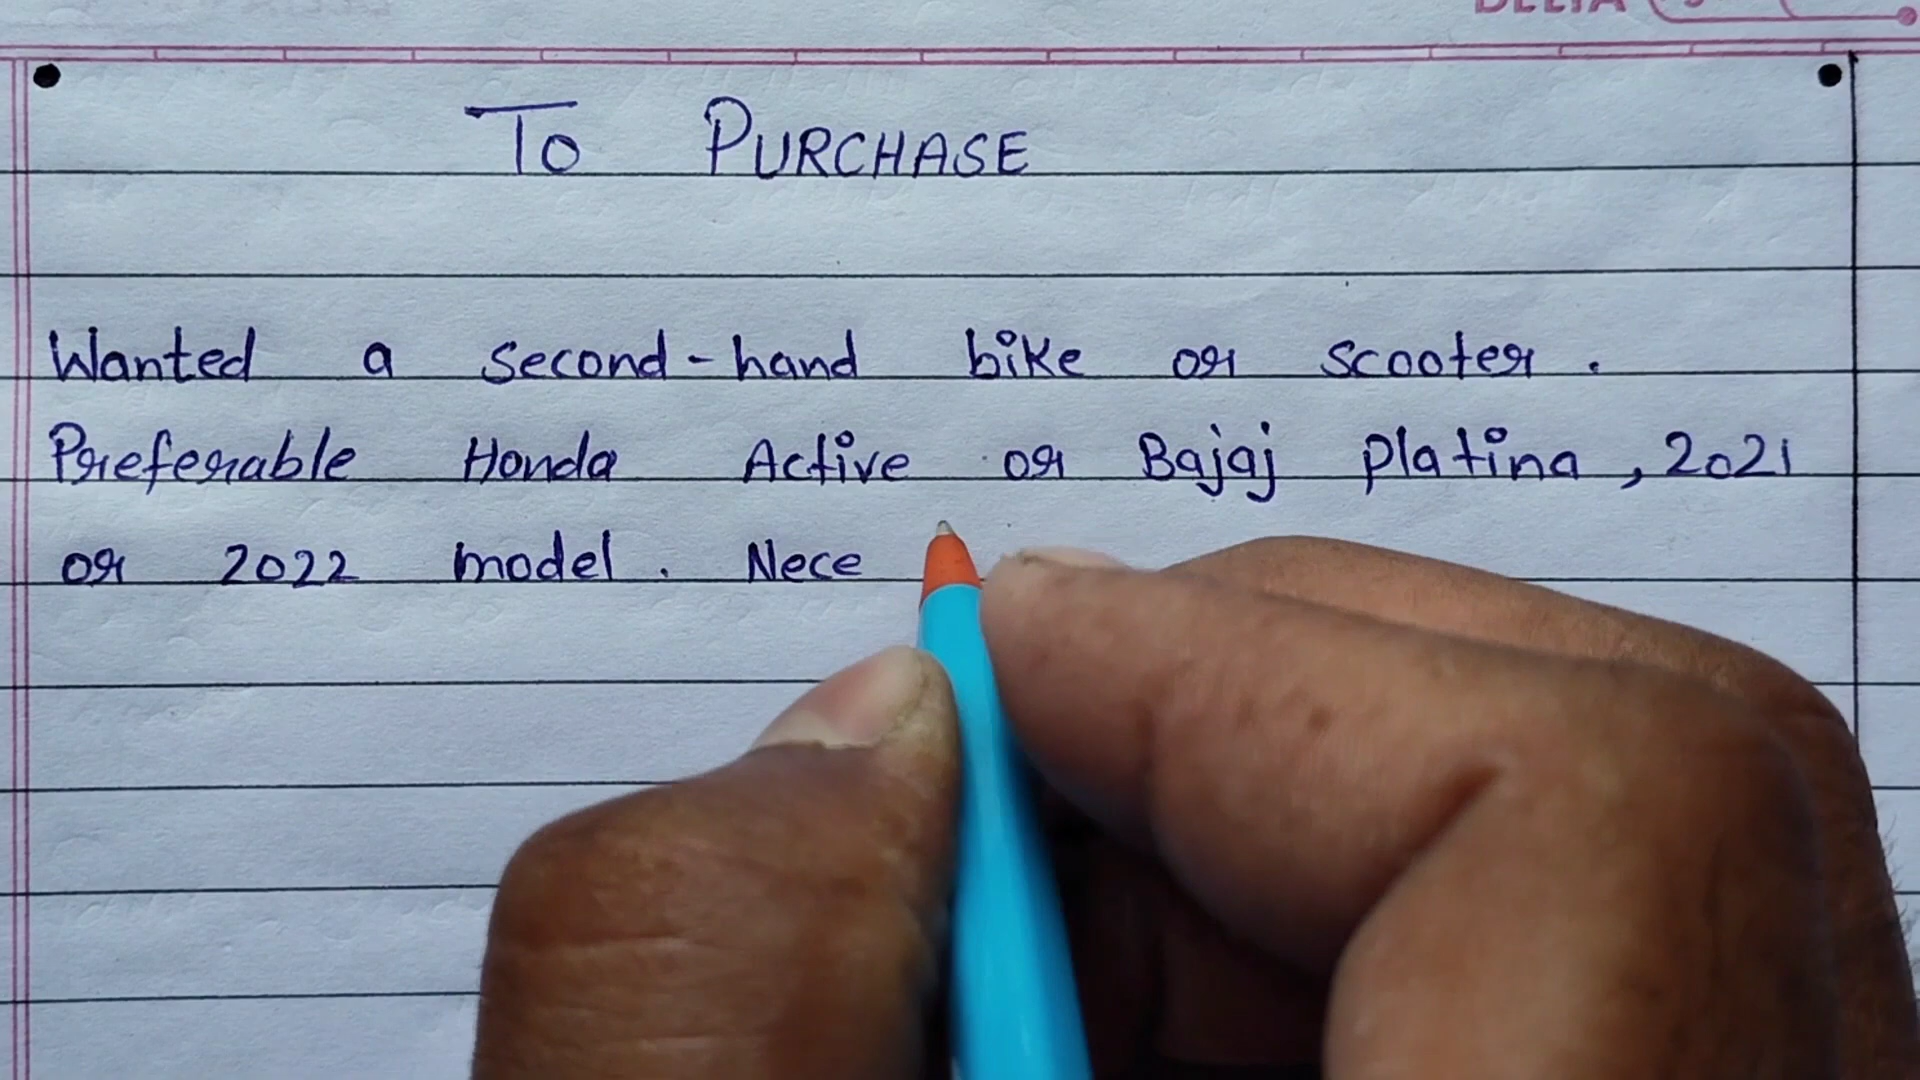 DELTA
To PURCHASE
Wanted a second-hand bike or scooter.
Preferable Honda Active or Bajaj Platina, 2021
or 2022 model. Nece